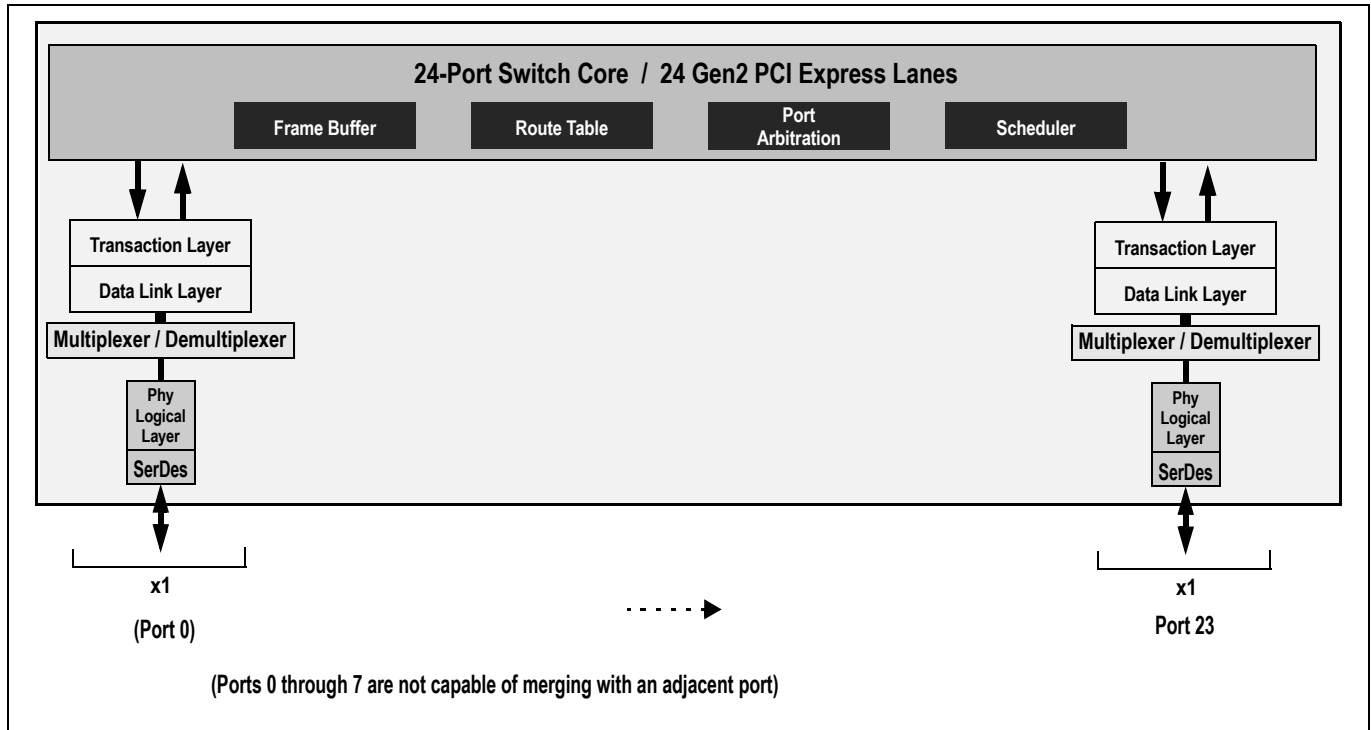 24-Port Switch Core / 24 Gen2 PCI Express Lanes
Frame Buffer
Route Table
Port
Arbitration
Scheduler
Transaction Layer
Data Link Layer
Multiplexer / Demultiplexer
Phy
Logical
Layer
SerDes
x1
(Port 0)
Transaction Layer
Data Link Layer
Multiplexer / Demultiplexer
Phy
Logical
Layer
SerDes
x1
Port 23
(Ports 0 through 7 are not capable of merging with an adjacent port)